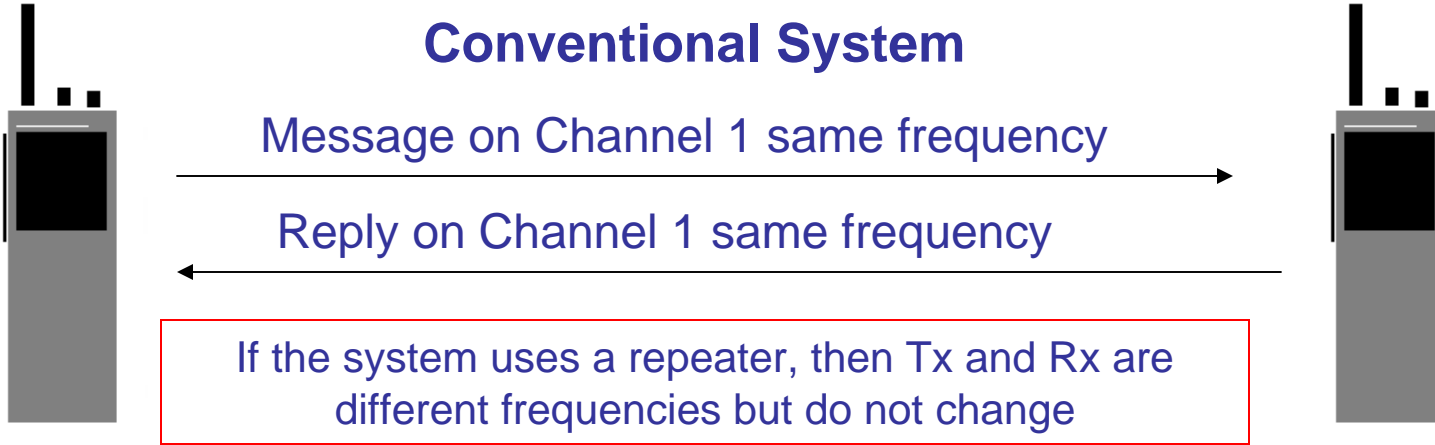 Conventional System
Message on Channel 1 same frequency
Reply on Channel 1 same frequency
If the system uses a repeater, then Tx and Rx are
different frequencies but do not change